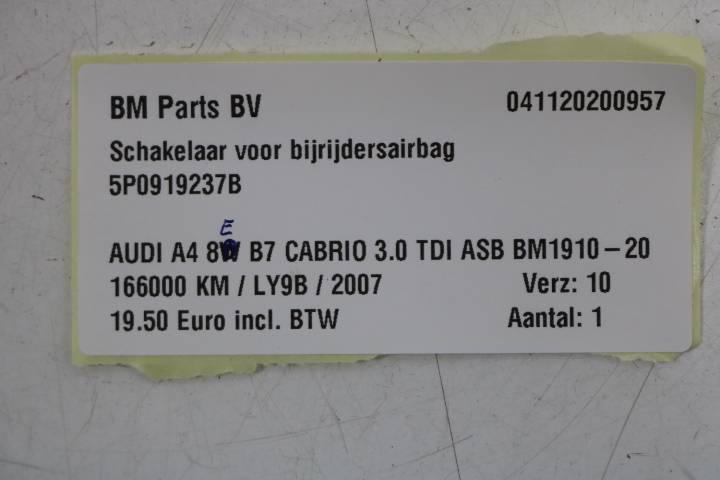 BM Parts BV 041120200957
Schakelaar voor bijrijdersairbag
5P0919237B
E
AUDI A4 8W B7 CABRIO 3.0 TDI ASB BM1910-20
166000 KM / LY9B / 2007 Verz: 10
19.50 Euro incl. BTW Aantal: 1